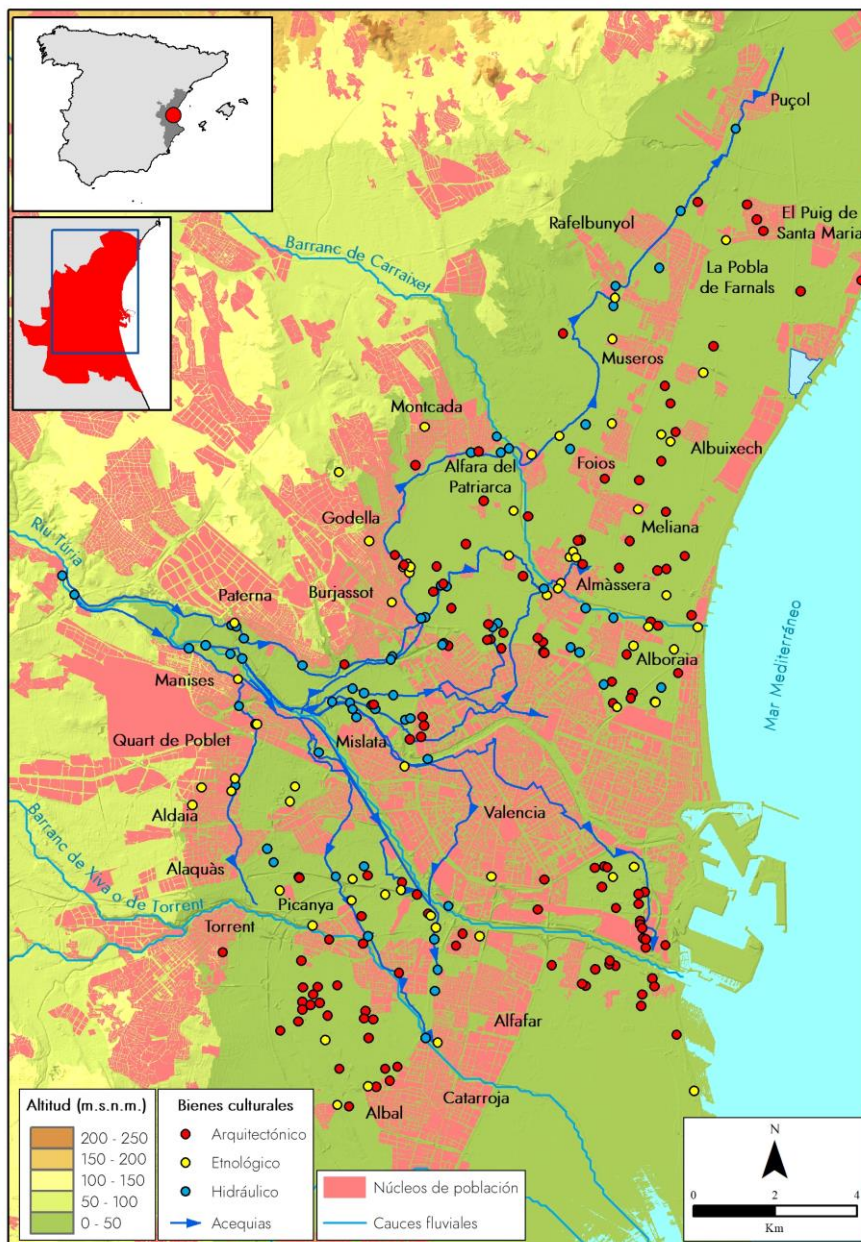 Puçol
El Puig de
Santa Maria
Rafelbunyol
Barranc de Carraixet
La Pobla
de Farnals
Museros
Montcada
Albuixech
Foios
Alfara del
Patriarca
Meliana
Godella
Riu Túria
Burjassot
Almàssera
Paterna
Mar Mediterráneo
Alboraia
Manises
Quart de Poblet
Mislata
Valencia
Aldaia
Barranc de Xiva o de Torrent
Alaquàs
Picanya
Torrent
Alfafar
Catarroja
Albal
Altitud (m.s.n.m.)
200 - 250
150 - 200
100 - 150
50 - 100
0 - 50
Bienes culturales
Arquitectónico
Etnológico
Hidráulico
Acequias
Núcleos de población
Cauces fluviales
N
0 2 4
Km